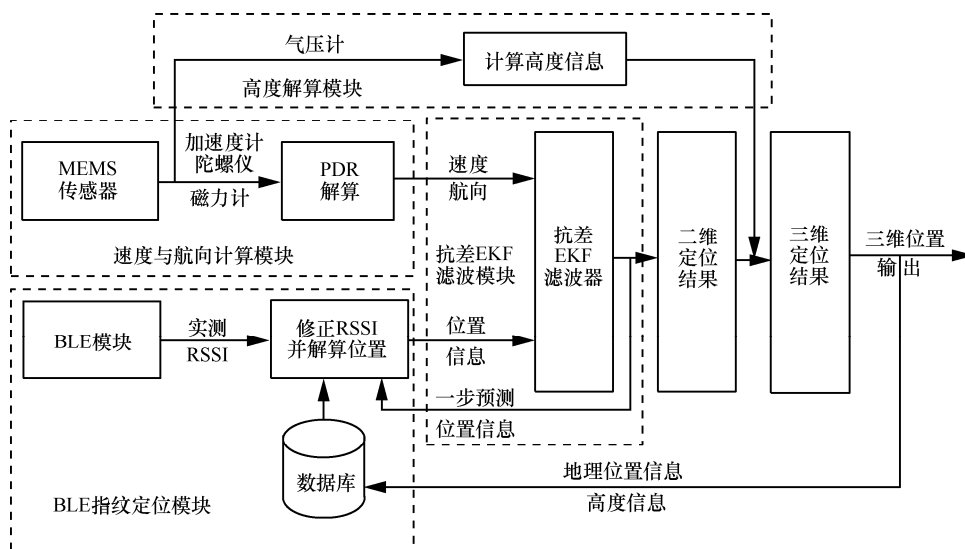 气压计
计算高度信息
高度解算模块
MEMS
传感器
加速度计
陀螺仪
磁力计
PDR
解算
速度与航向计算模块
速度
航向
抗差EKF
滤波模块
抗差
EKF
滤波器
二维
定位
结果
三维
定位
结果
三维位置
输出
BLE模块
实测
RSSI
修正RSSI
并解算位置
位置
信息
一步预测
位置信息
数据库
BLE指纹定位模块
地理位置信息
高度信息